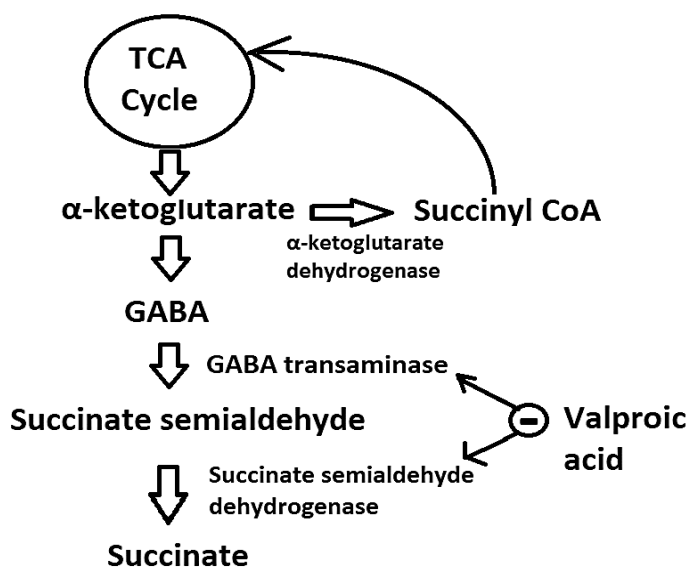 TCA
Cycle
α-ketoglutarate
Succinyl CoA
α-ketoglutarate
dehydrogenase
GABA
GABA transaminase
Succinate semialdehyde
Valproic
acid
Succinate semialdehyde
dehydrogenase
Succinate